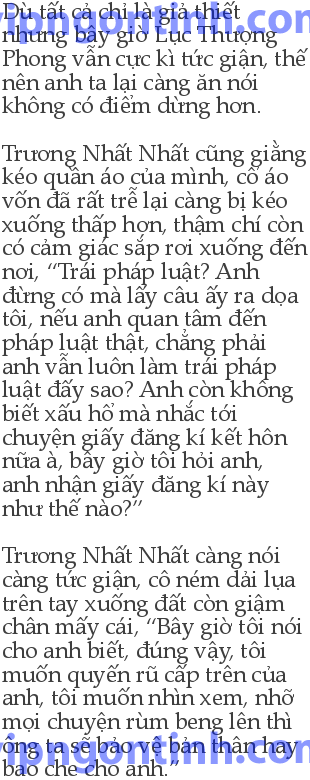 Dù tất cả chỉ là giả thiết
nhưng bây giờ Lục Thượng
Phong vẫn cực kì tức giận, thế
nên anh ta lại càng ăn nói
không có điểm dừng hơn.
Trương Nhất Nhất cũng giằng
kéo quần áo của mình, cổ áo
vốn đã rất trễ lại càng bị kéo
xuống thấp hơn, thậm chí còn
có cảm giác sắp rơi xuống đến
nơi, “Trái pháp luật? Anh
đừng có mà lấy câu ấy ra dọa
tôi, nếu anh quan tâm đến
pháp luật thật, chẳng phải
anh vẫn luôn làm trái pháp
luật đấy sao? Anh còn không
biết xấu hổ mà nhắc tới
chuyện giấy đăng kí kết hôn
nữa à, bây giờ tôi hỏi anh,
anh nhận giấy đăng kí này
như thế nào?”
Trương Nhất Nhất càng nói
càng tức giận, cô ném dải lụa
trên tay xuống đất còn giậm
chân mấy cái, “Bây giờ tôi nói
cho anh biết, đúng vậy, tôi
muốn quyến rũ cấp trên của
anh, tôi muốn nhìn xem, nhỡ
mọi chuyện rùm beng lên thì
ông ta sẽ bảo vệ bản thân hay
bao che cho anh.”